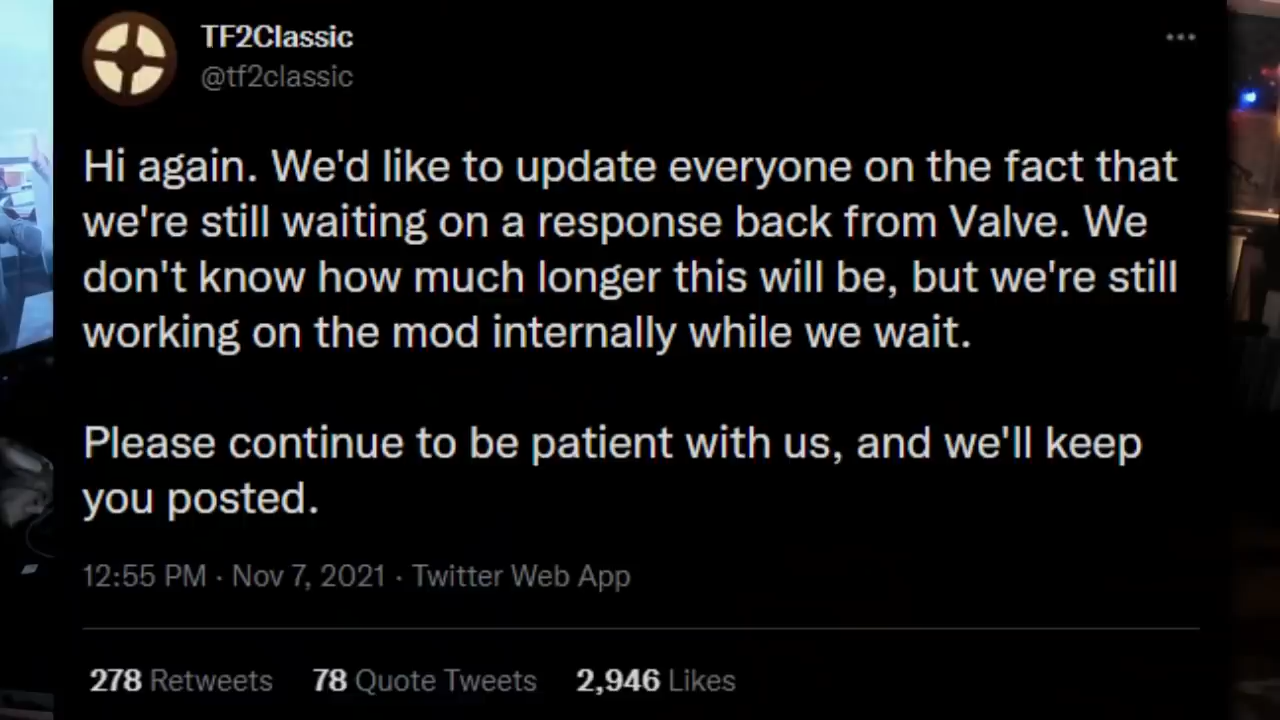 TF2Classic
@tf2classic
Hi again. We'd like to update everyone on the fact that
we're still waiting on a response back from Valve. We
don't know how much longer this will be, but we're still
working on the mod internally while we wait.
Please continue to be patient with us, and we'll keep
you posted.
12:55 PM · Nov 7, 2021 · Twitter Web App
278 Retweets 78 Quote Tweets 2,946 Likes